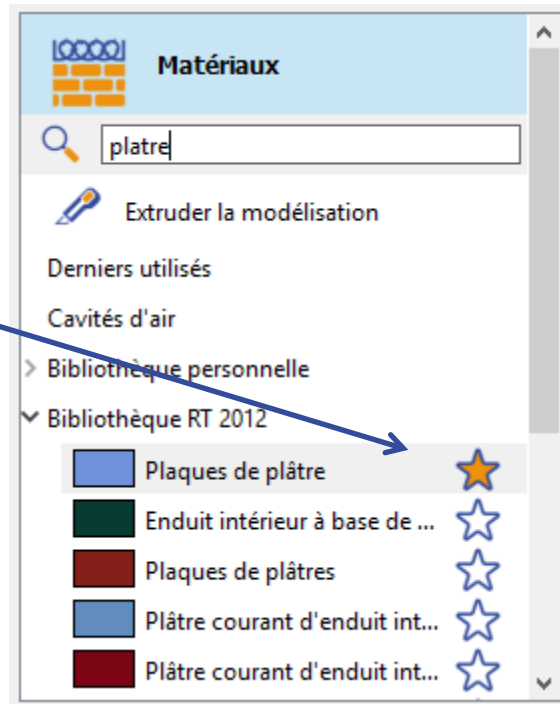 Matériaux
platre
Extruder la modélisation
Derniers utilisés
Cavités d'air
Bibliothèque personnelle
Bibliothèque RT 2012
Plaques de plâtre
Enduit intérieur à base de ...
Plaques de plâtres
Plâtre courant d'enduit int...
Plâtre courant d'enduit int...